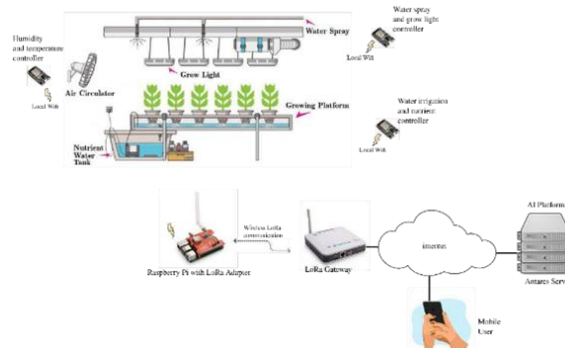 Water spray
and grow light
controller
Water Spray
Humidity
and temperature
controller
Local Wifi
Grow Light
Air Circulator
Local Wifi
Growing Platform
Water irrigation
and nutrient
controller
Nutrient
Water
Tank
Local Wifi
AI Platform
Wireless LoRa
communication
internet
Raspberry Pi with LoRa Adapter
LoRa Gateway
Antares Serv
Mobile
User